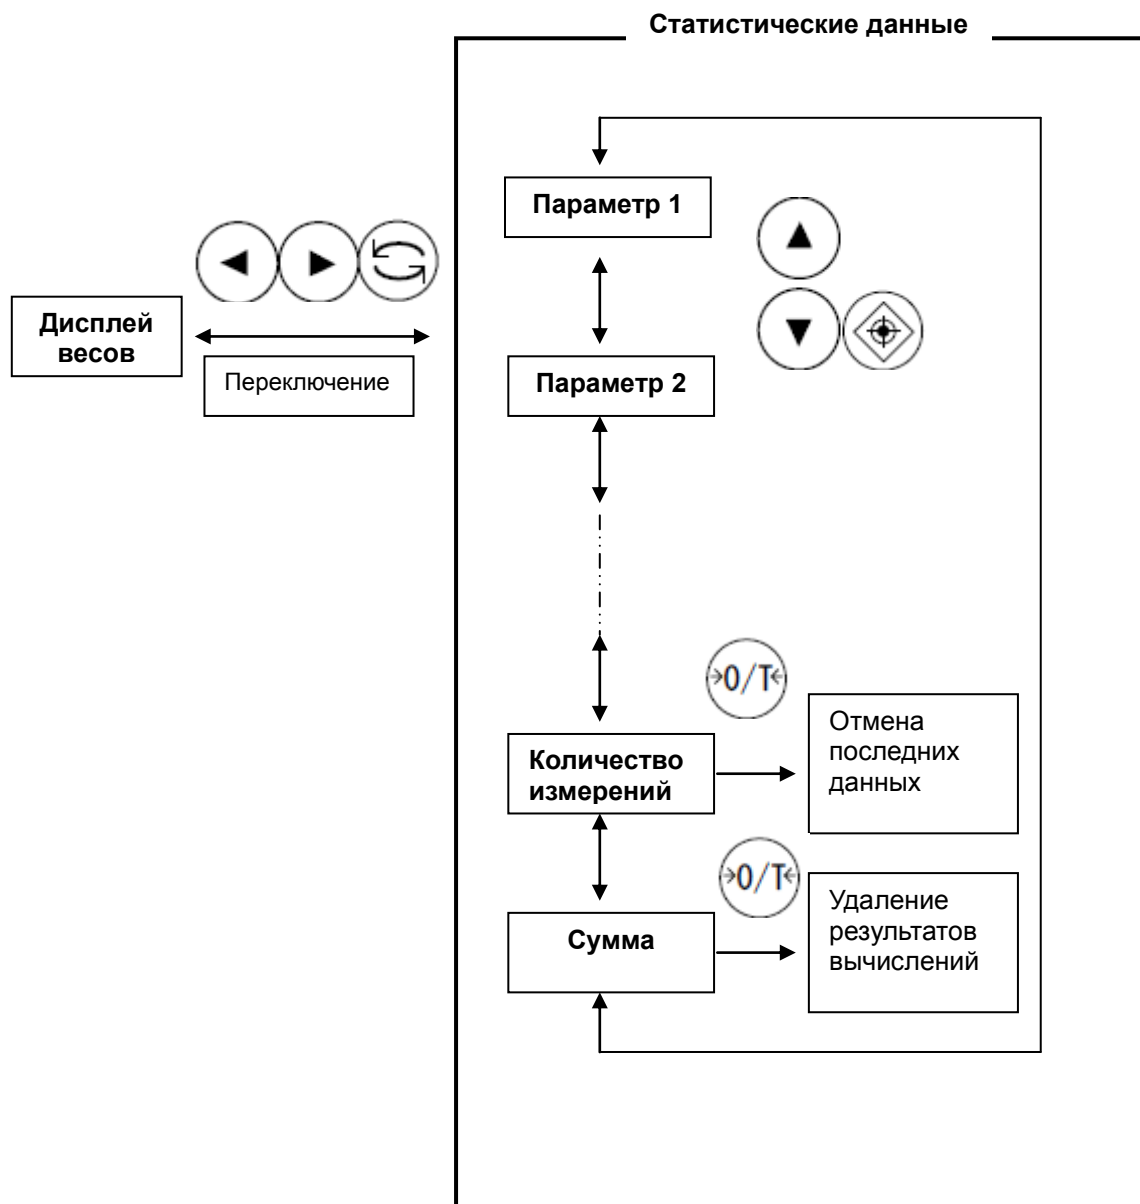 Статистические данные
Параметр 1
Дисплей
весов
Переключение
Параметр 2
→0/T←
Отмена
последних
данных
Количество
измерений
→0/T←
Удаление
результатов
вычислений
Сумма